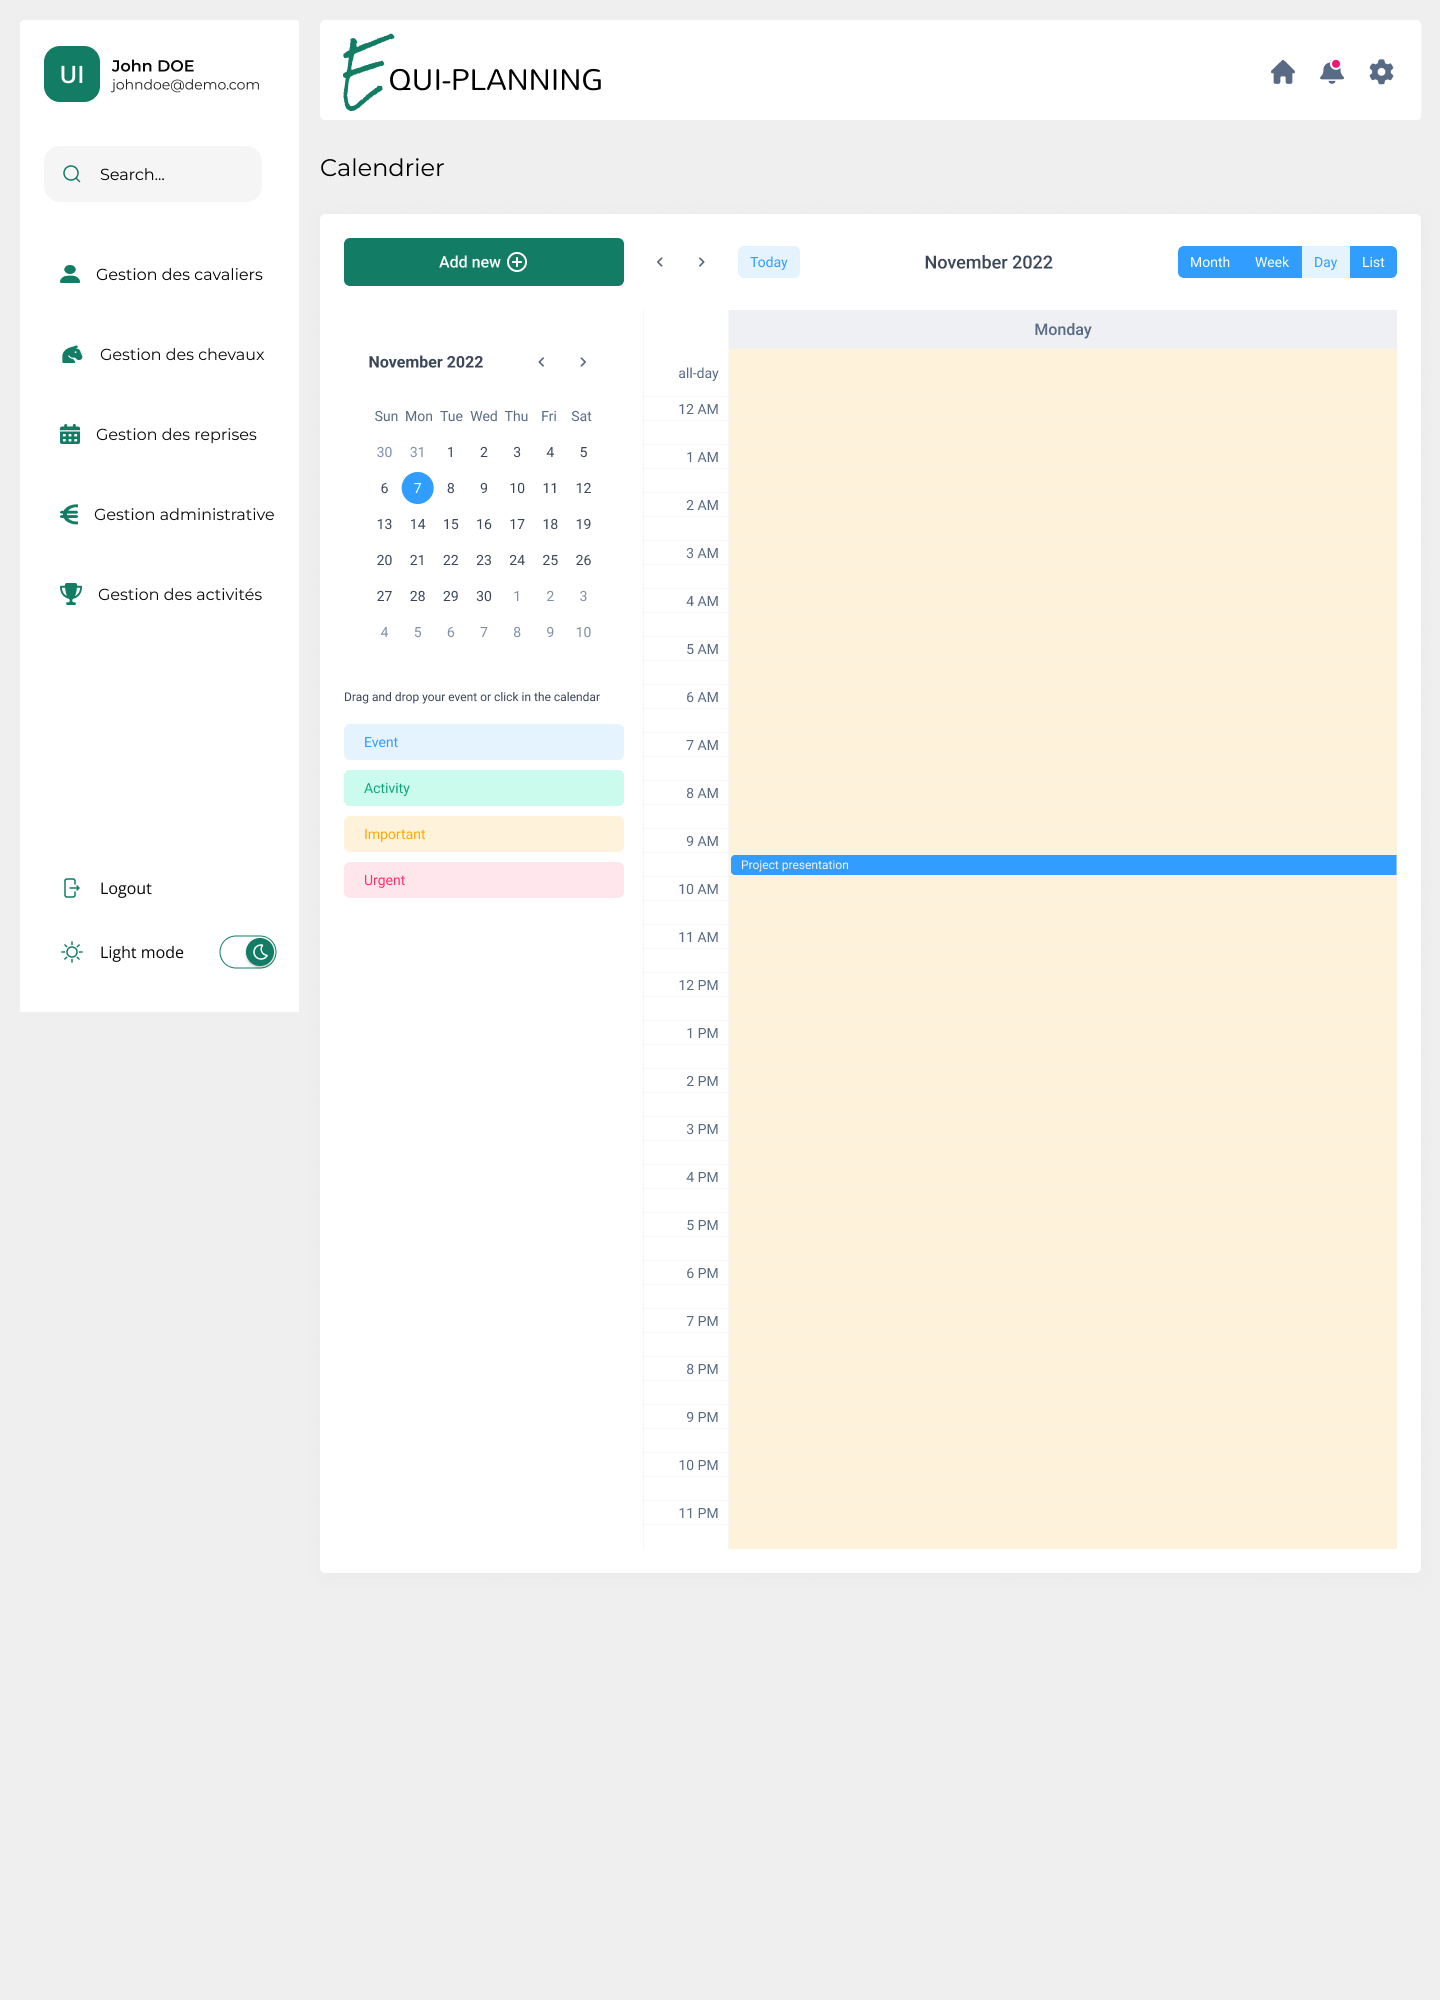 UI
John DOE
johndoe@demo.com
Search...
Gestion des cavaliers
Gestion des chevaux
Gestion des reprises
Gestion administrative
Gestion des activités
Logout
Light mode
EQUI-PLANNING
Calendrier
Add new
Today
November 2022
Month Week Day List
November 2022
Sun Mon Tue Wed Thu Fri Sat
30 31 1 2 3 4 5
6 7 8 9 10 11 12
13 14 15 16 17 18 19
20 21 22 23 24 25 26
27 28 29 30 1 2 3
4 5 6 7 8 9 10
Drag and drop your event or click in the calendar
Event
Activity
Important
Urgent
Monday
all-day
12 AM
1 AM
2 AM
3 AM
4 AM
5 AM
6 AM
7 AM
8 AM
9 AM
Project presentation
10 AM
11 AM
12 PM
1 PM
2 PM
3 PM
4 PM
5 PM
6 PM
7 PM
8 PM
9 PM
10 PM
11 PM